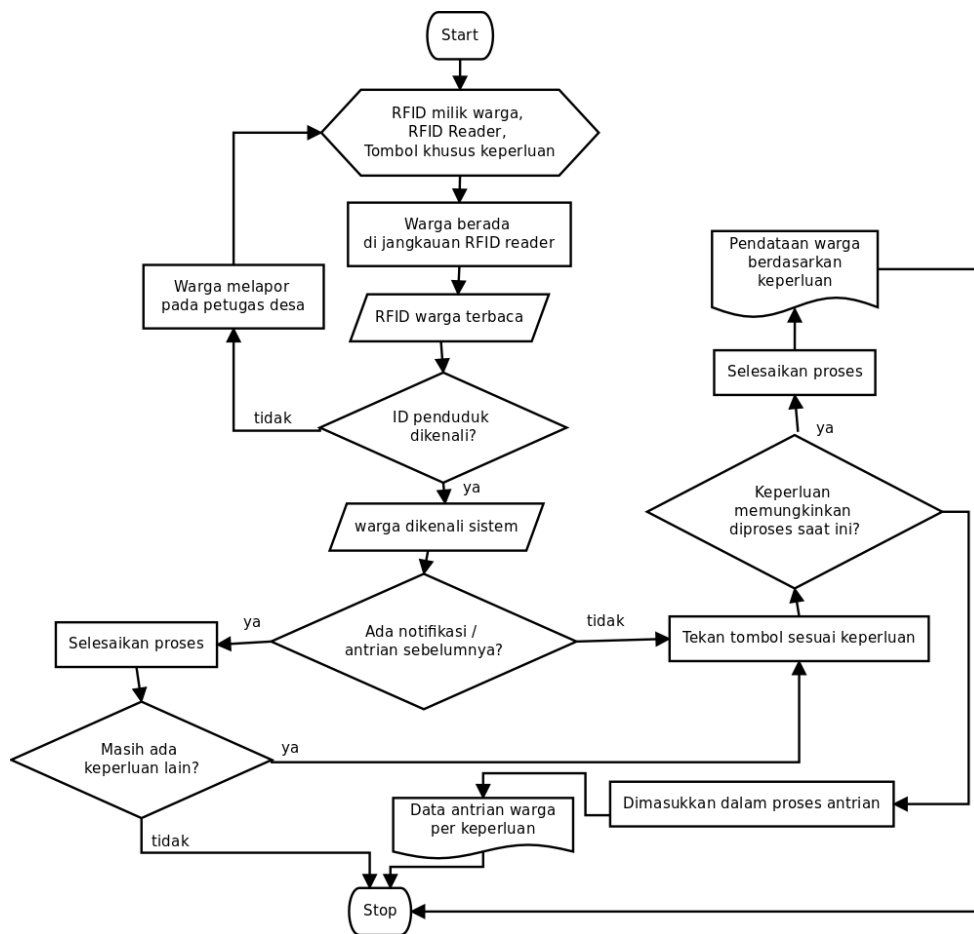 Start
RFID milik warga,
RFID Reader,
Tombol khusus keperluan
Warga berada
di jangkauan RFID reader
Warga melapor
pada petugas desa
RFID warga terbaca
ID penduduk
dikenali?
tidak
ya
warga dikenali sistem
Ada notifikasi /
antrian sebelumnya?
ya
tidak
Selesaikan proses
Masih ada
keperluan lain?
ya
tidak
Tekan tombol sesuai keperluan
Keperluan
memungkinkan
diproses saat ini?
ya
Selesaikan proses
Pendataan warga
berdasarkan
keperluan
Dimasukkan dalam proses antrian
Data antrian warga
per keperluan
Stop